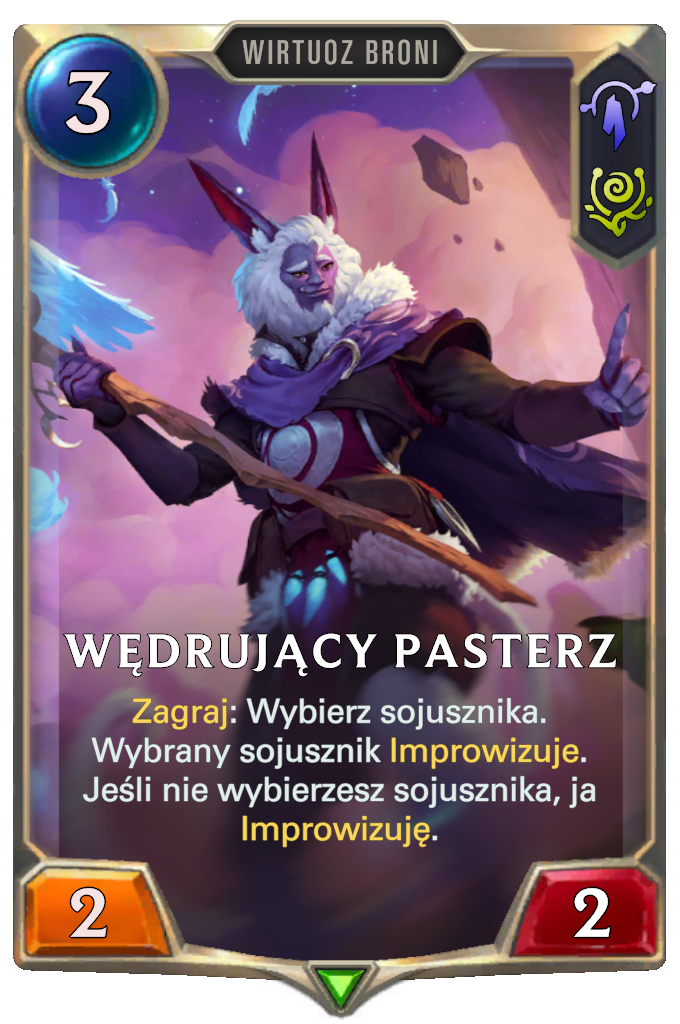 WIRTUOZ BRONI
3
WĘDRUJĄCY PASTERZ
Zagraj: Wybierz sojusznika.
Wybrany sojusznik Improwizuje.
Jeśli nie wybierzesz sojusznika, ja
Improwizuję.
2
2